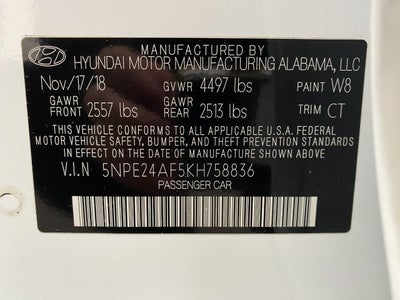 MANUFACTURED BY
HYUNDAI MOTOR MANUFACTURING ALABAMA, LLC
Nov/17/18 GVWR 4497 lbs PAINT W8
GAWR FRONT 2557 lbs GAWR REAR 2513 lbs TRIM CT
THIS VEHICLE CONFORMS TO ALL APPLICABLE U.S.A. FEDERAL
MOTOR VEHICLE SAFETY, BUMPER, AND THEFT PREVENTION STANDARDS
IN EFFECT ON THE DATE OF MANUFACTURE SHOWN ABOVE.
V.I.N 5NPE24AF5KH758836
PASSENGER CAR